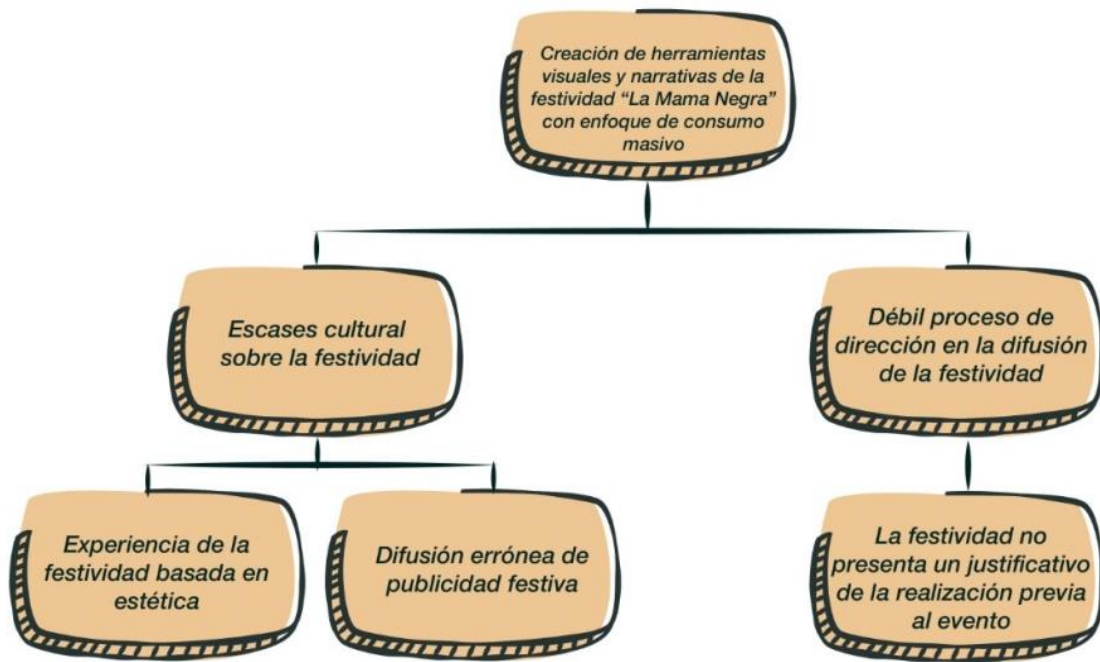 Creación de herramientas
visuales y narrativas de la
festividad “La Mama Negra”
con enfoque de consumo
masivo
Escases cultural
sobre la festividad
Débil proceso de
dirección en la difusión
de la festividad
Experiencia de la
festividad basada en
estética
Difusión errónea de
publicidad festiva
La festividad no
presenta un justificativo
de la realización previa
al evento